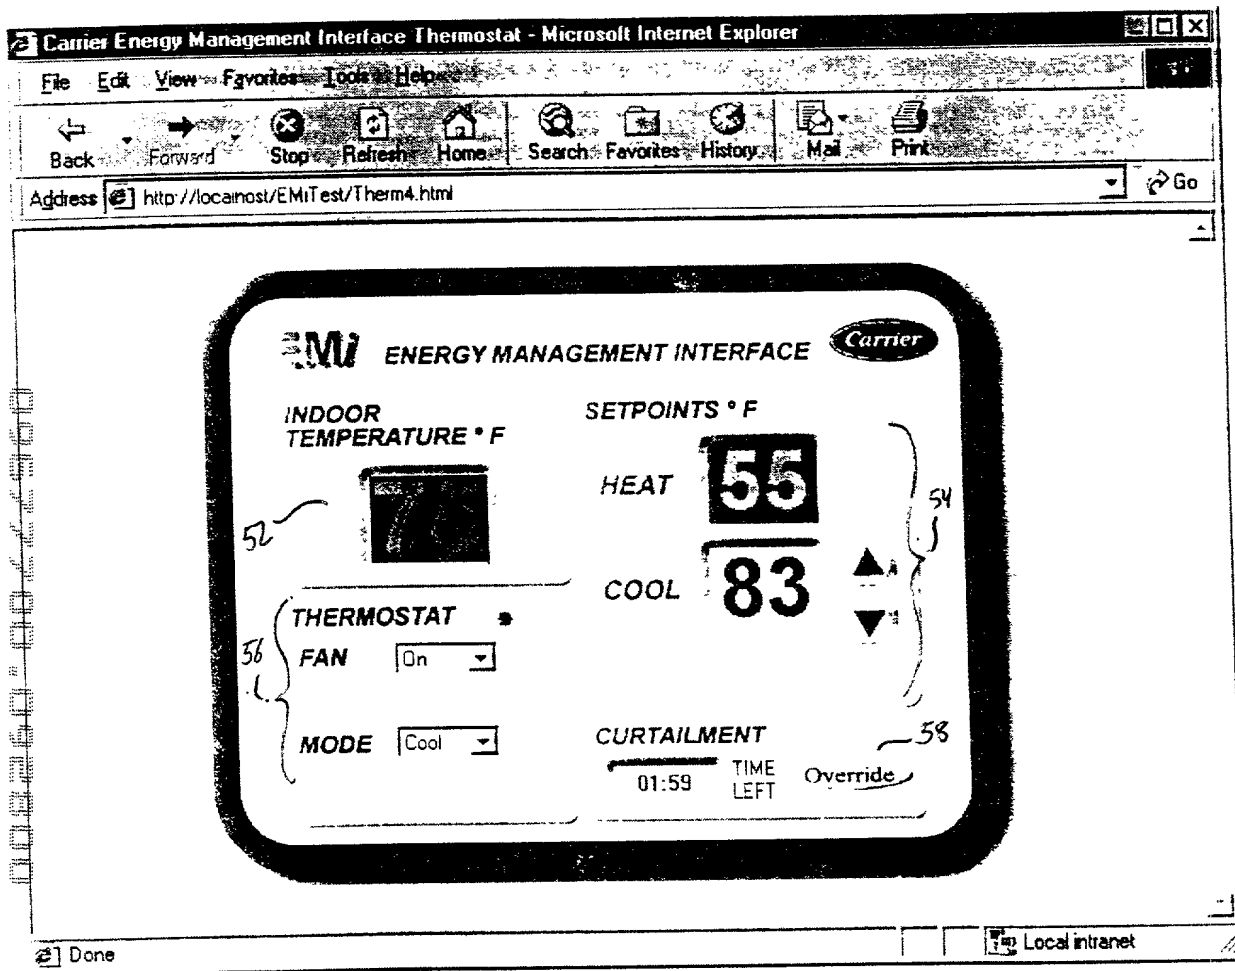 Carrier Energy Management Interface Thermostat - Microsoft Internet Explorer
File Edit View Favorites Tools Help
Back Forward Stop Refresh Home Search Favorites History Mail Print
Address http://locainost/EMiTest/Therm4.html Go
EMi ENERGY MANAGEMENT INTERFACE Carrier
INDOOR
TEMPERATURE ° F
SETPOINTS ° F
HEAT 55
54
52
COOL 83
THERMOSTAT
56
FAN On
MODE Cool
CURTAILMENT
58
01:59 TIME
LEFT
Override
Done Local intranet